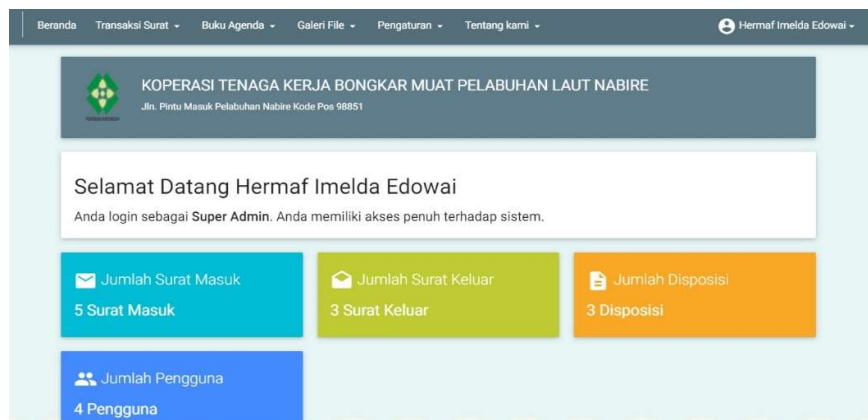 Beranda Transaksi Surat Buku Agenda Galeri File Pengaturan Tentang kami Hermaf Imelda Edowai
KOPERASI TENAGA KERJA BONGKAR MUAT PELABUHAN LAUT NABIRE
Jln. Pintu Masuk Pelabuhan Nabire Kode Pos 98851
Selamat Datang Hermaf Imelda Edowai
Anda login sebagai Super Admin. Anda memiliki akses penuh terhadap sistem.
Jumlah Surat Masuk
5 Surat Masuk
Jumlah Surat Keluar
3 Surat Keluar
Jumlah Disposisi
3 Disposisi
Jumlah Pengguna
4 Pengguna